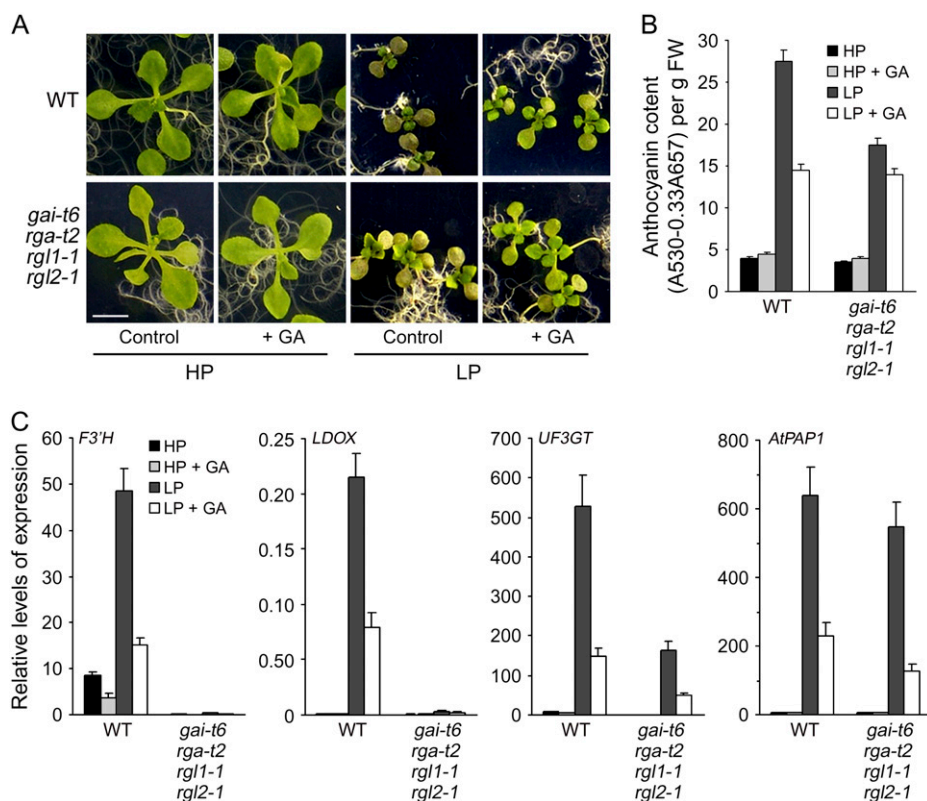 A
WT
gai-t6
rga-t2
rgl1-1
rgl2-1
Control
+ GA
Control
+ GA
HP
LP
B
Anthocyanin cotent
(A530-0.33A657) per g FW
30
25
20
15
10
5
0
HP
HP + GA
LP
LP + GA
WT
gai-t6
rga-t2
rgl1-1
rgl2-1
C
Relative levels of expression
F3'H
60
50
40
30
20
10
0
HP
HP + GA
LP
LP + GA
WT
gai-t6
rga-t2
rgl1-1
rgl2-1
LDOX
0.25
0.20
0.15
0.10
0.50
0
WT
gai-t6
rga-t2
rgl1-1
rgl2-1
UF3GT
700
600
500
400
300
200
100
0
WT
gai-t6
rga-t2
rgl1-1
rgl2-1
AtPAP1
800
600
400
200
0
WT
gai-t6
rga-t2
rgl1-1
rgl2-1